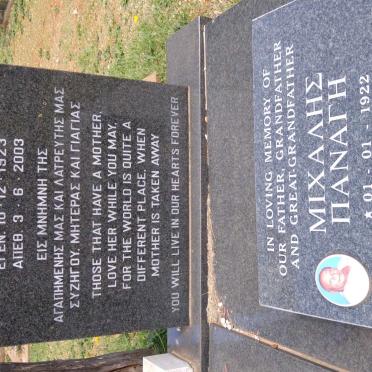 ΕΓΕΝ 10 12 1923
ΑΠΕΒ 3 · 6 2003
ΕΙΣ ΜΝΗΜΝΗ ΤΗΣ
ΑΓΑΠΗΜΕΝΗΣ ΜΑΣ ΚΑΙ ΛΑΤΡΕΥΤΗΣ ΜΑΣ
ΣΥΖΗΓΟΥ, ΜΗΤΕΡΑΣ ΚΑΙ ΓΙΑΓΙΑΣ
THOSE THAT HAVE A MOTHER,
LOVE HER WHILE YOU MAY,
FOR THE WORLD IS QUITE A
DIFFERENT PLACE, WHEN
MOTHER IS TAKEN AWAY
YOU WILL LIVE IN OUR HEARTS FOREVER
IN LOVING MEMORY OF
OUR FATHER, GRANDFATHER
AND GREAT-GRANDFATHER
ΜΙΧΑΛΗΣ
ΠΑΝΑΓΗ
★ 01 · 01 · 1922